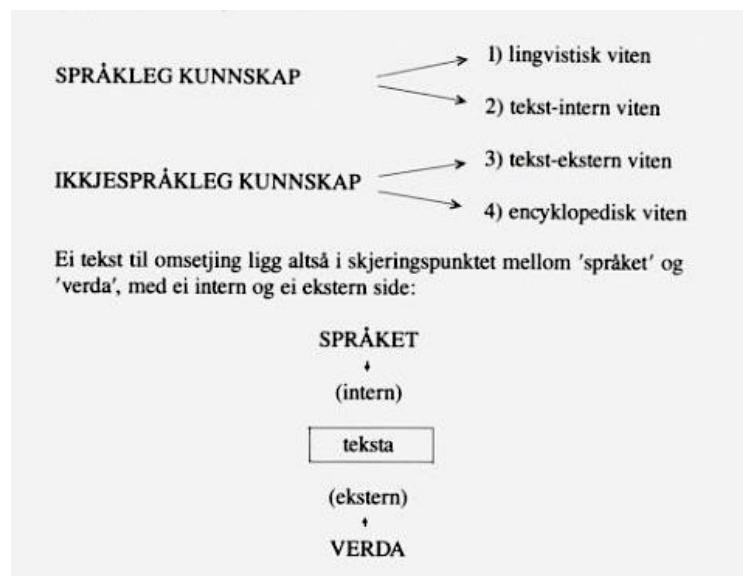 1) lingvistisk viten
SPRÅKLEG KUNNSKAP
2) tekst-intern viten
3) tekst-ekstern viten
IKKJESPRÅKLEG KUNNSKAP
4) encyklopedisk viten
Ei tekst til omsetjing ligg altså i skjeringspunktet mellom 'språket' og
'verda', med ei intern og ei ekstern side:
SPRÅKET
(intern)
teksta
(ekstern)
VERDA